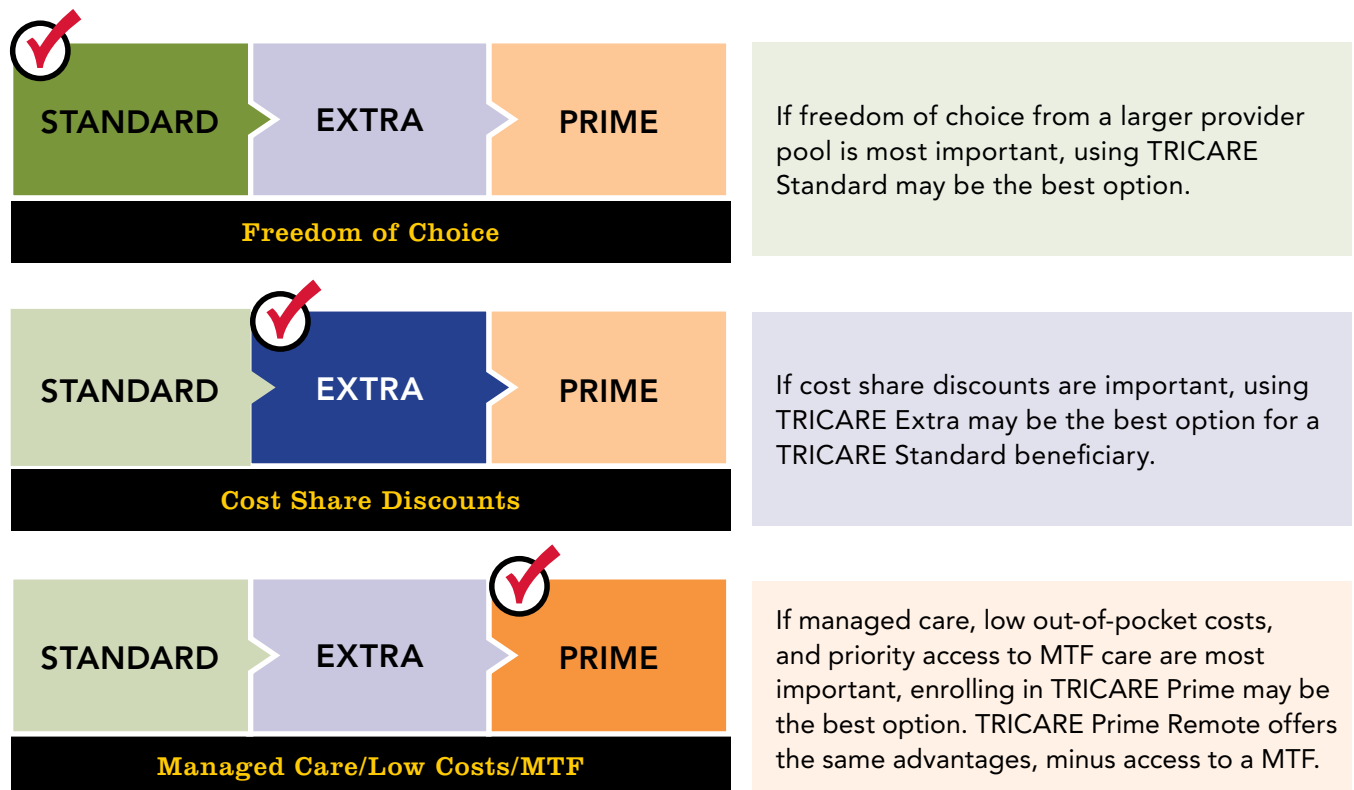 STANDARD
EXTRA
PRIME
Freedom of Choice
If freedom of choice from a larger provider
pool is most important, using TRICARE
Standard may be the best option.
STANDARD
EXTRA
PRIME
Cost Share Discounts
If cost share discounts are important, using
TRICARE Extra may be the best option for a
TRICARE Standard beneficiary.
STANDARD
EXTRA
PRIME
Managed Care/Low Costs/MTF
If managed care, low out-of-pocket costs,
and priority access to MTF care are most
important, enrolling in TRICARE Prime may be
the best option. TRICARE Prime Remote offers
the same advantages, minus access to a MTF.